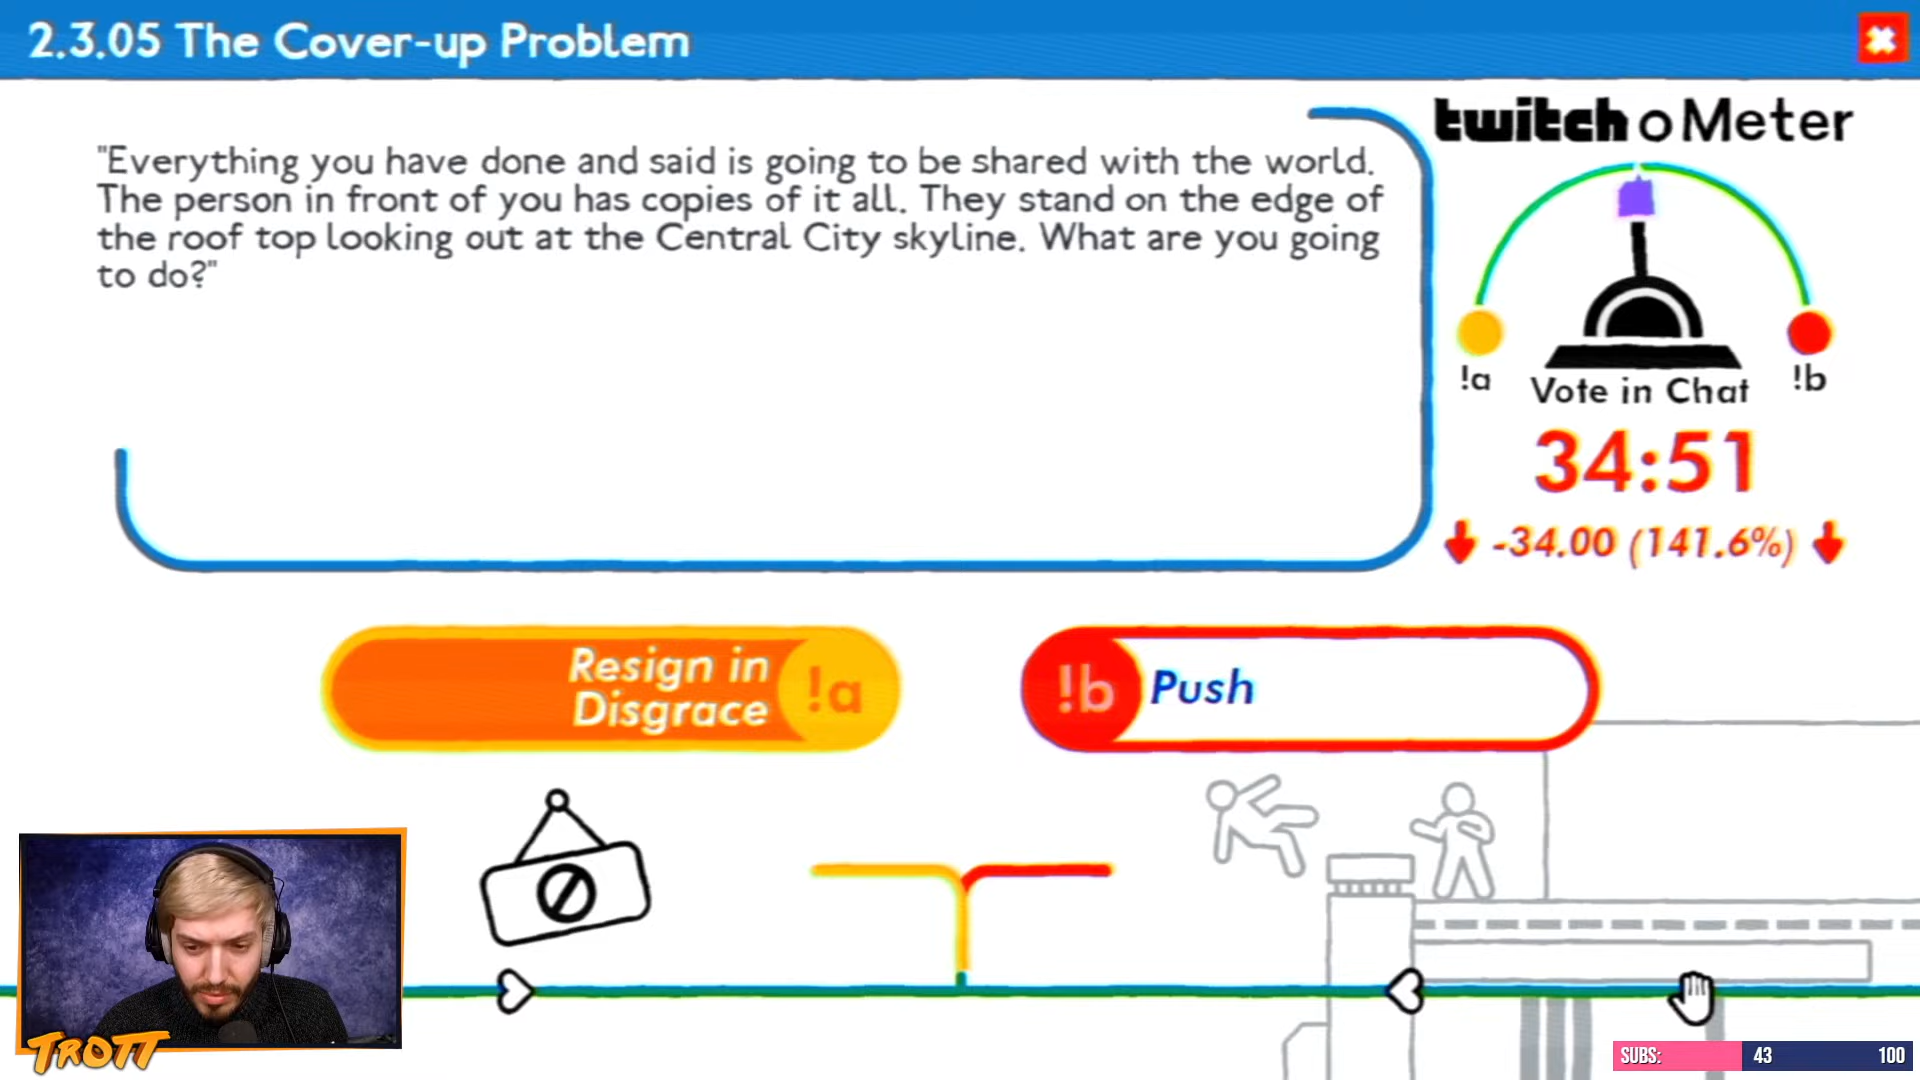 2.3.05 The Cover-up Problem
"Everything you have done and said is going to be shared with the world.
The person in front of you has copies of it all. They stand on the edge of
the roof top looking out at the Central City skyline. What are you going
to do?"
twitch o Meter
!a
Vote in Chat
!b
34:51
-34.00 (141.6%)
Resign in
Disgrace
!a
!b
Push
TROTT
SUBS:
43
100